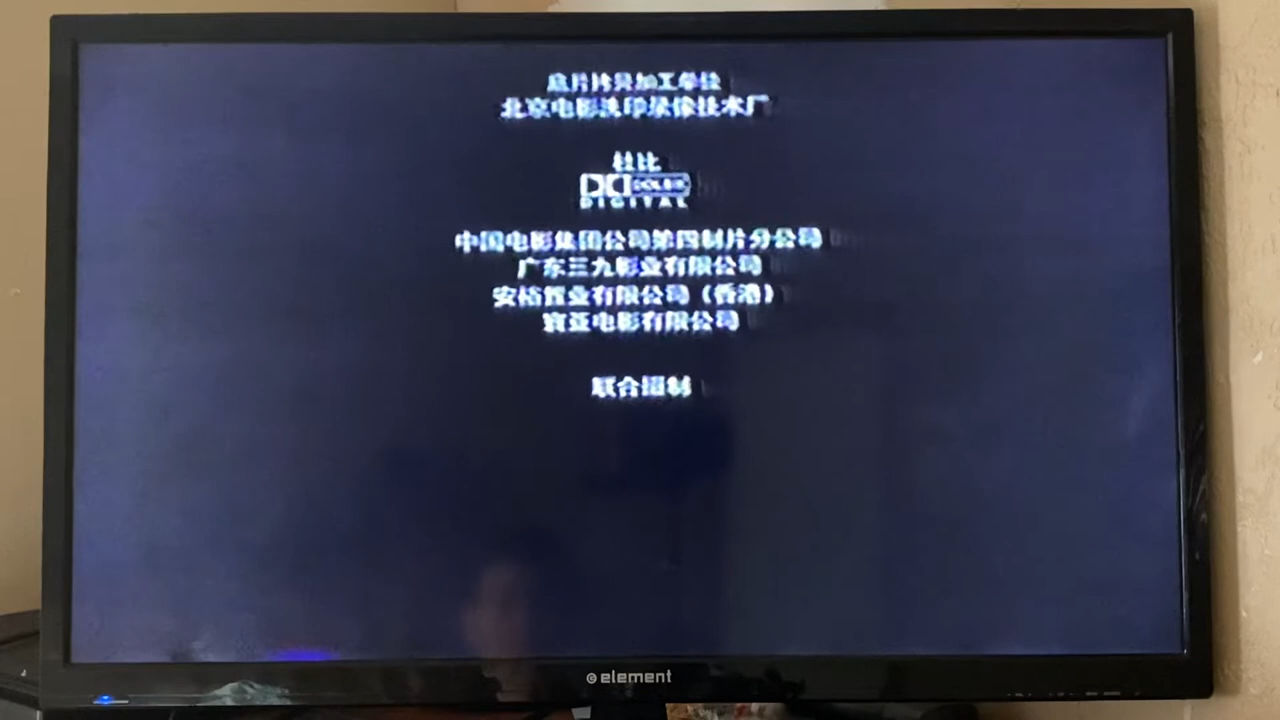 底片拷贝加工单位
北京电影洗印录像技术厂
杜比
DOLBY
DIGITAL
中国电影集团公司第四制片分公司
广东三九影业有限公司
安格置业有限公司（香港）
寰亚电影有限公司
联合摄制
element